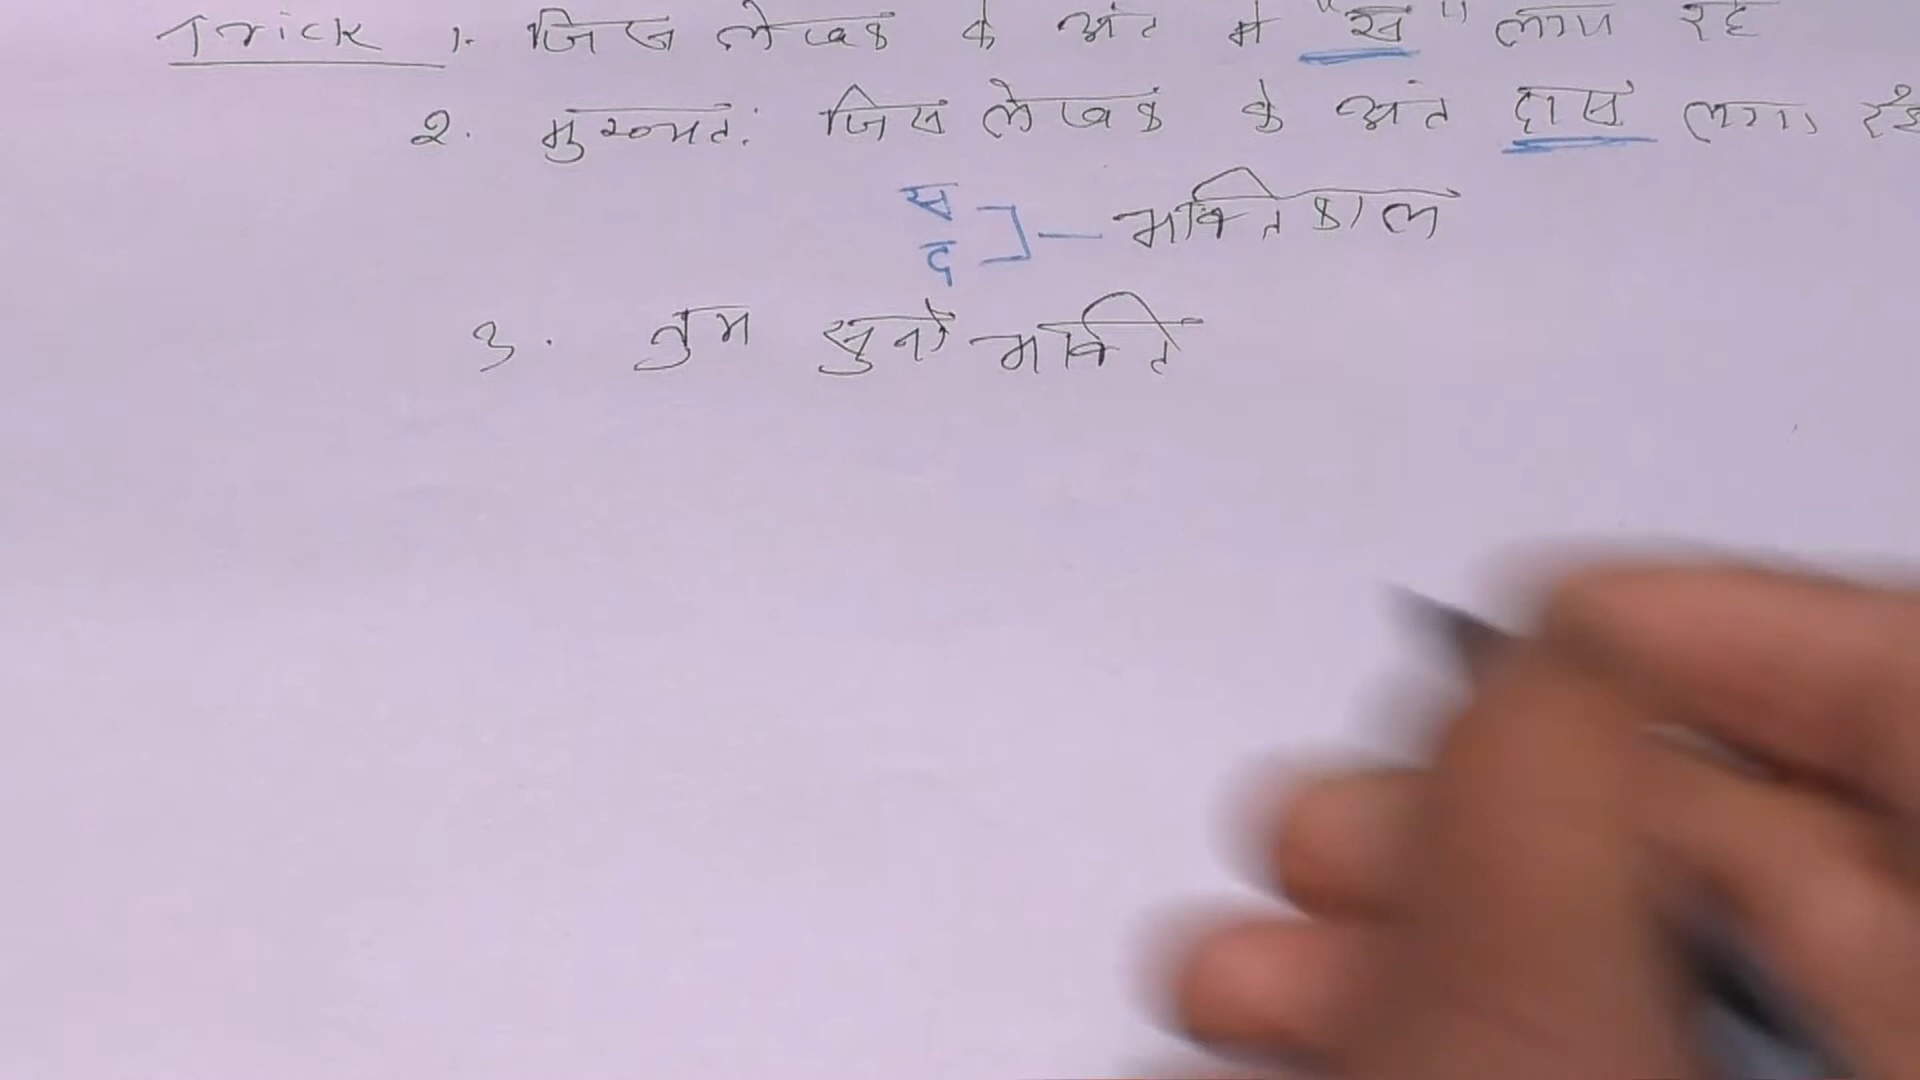 Trick 1. जिस लेखक के अंत में "स" लगा रहे
2. मुख्यतः जिस लेखक के अंत दास लगा रहे
स
द ] — भक्तिकाल
3. तुम सुनो भक्ति